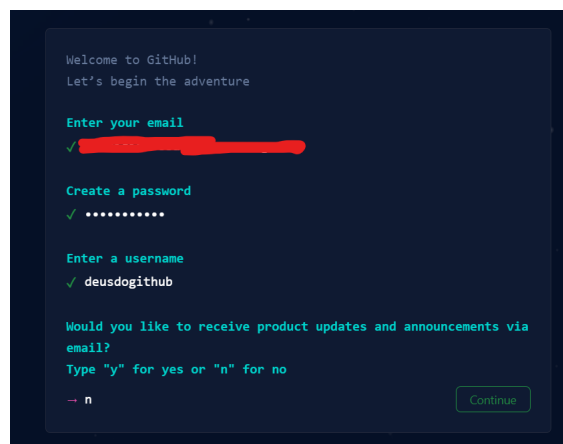 Welcome to GitHub!
Let’s begin the adventure
Enter your email
✓
Create a password
✓ •••••••••••
Enter a username
✓ deusdogithub
Would you like to receive product updates and announcements via
email?
Type "y" for yes or "n" for no
→ n
Continue